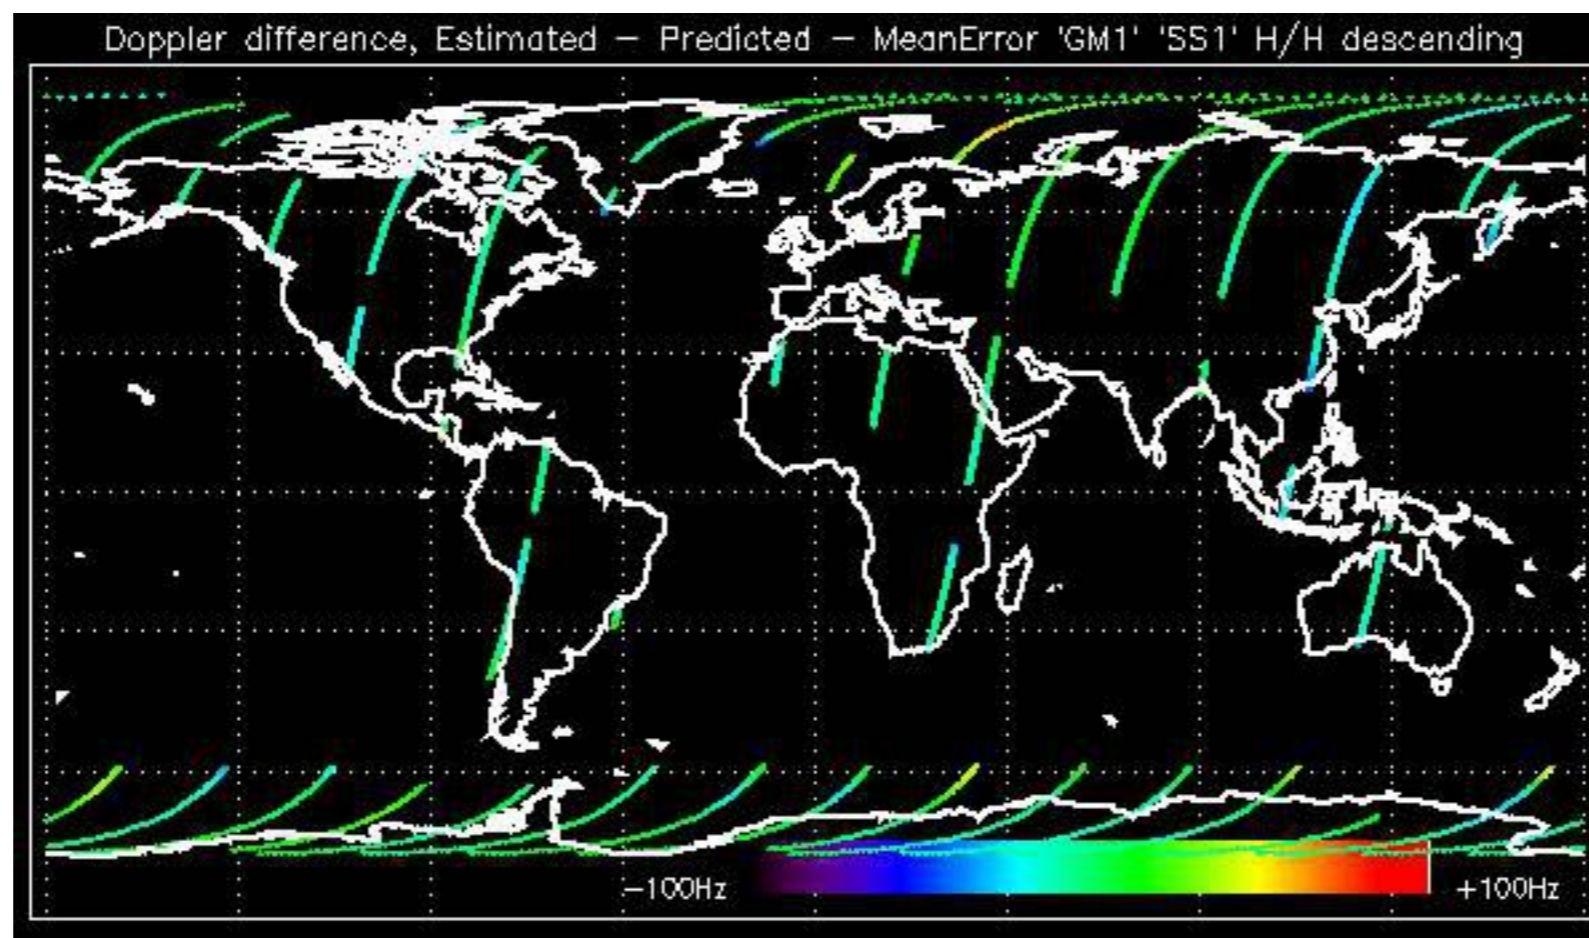 Doppler difference, Estimated – Predicted – MeanError 'GM1' 'SS1' H/H descending
–100Hz
+100Hz